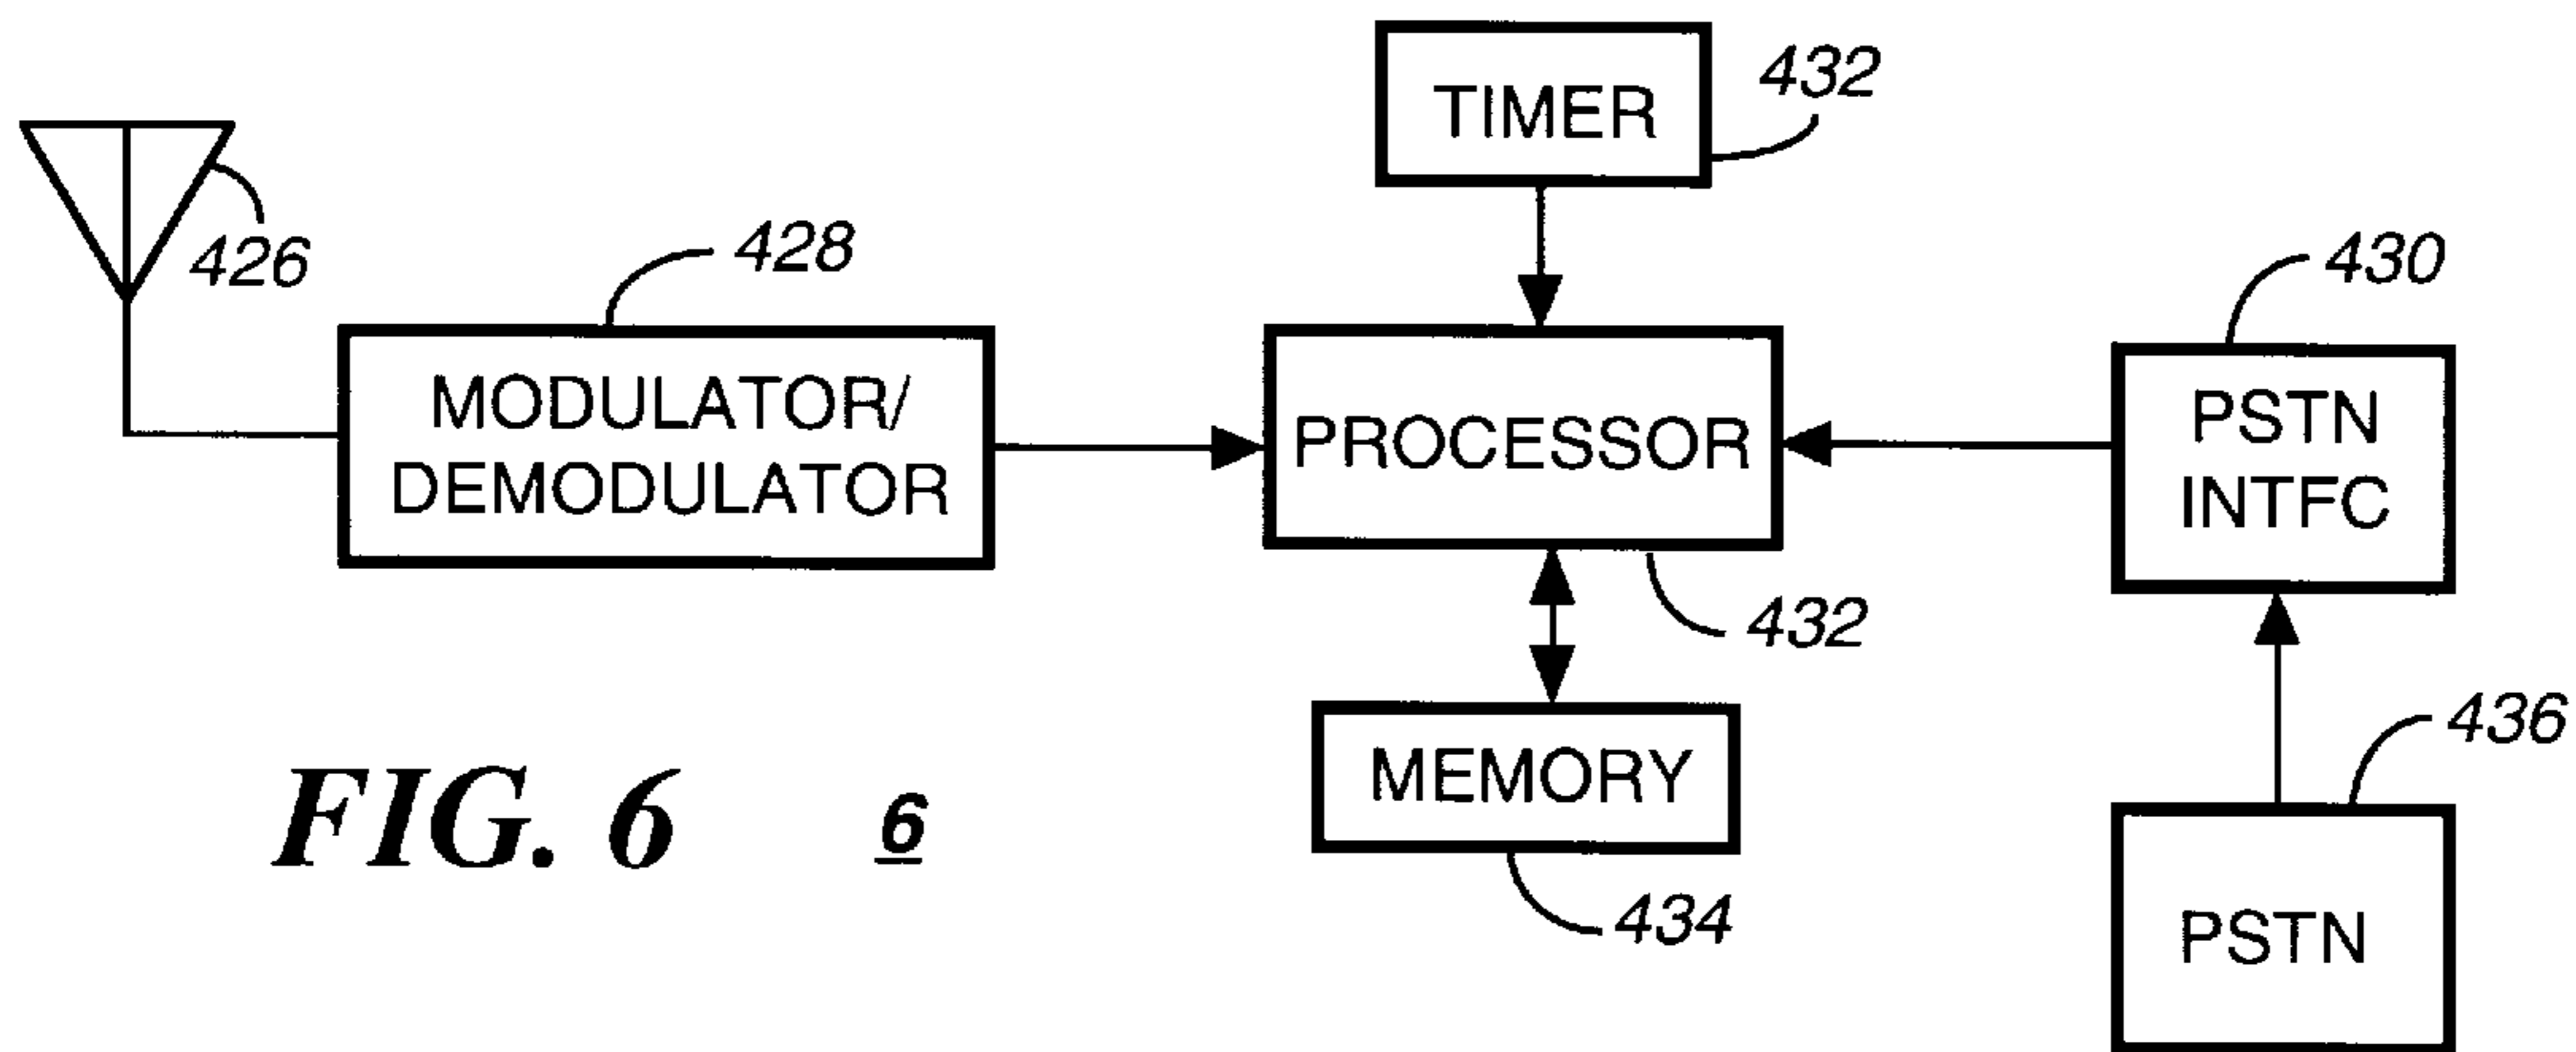 TIMER
432
426
428
430
MODULATOR/
DEMODULATOR
PROCESSOR
PSTN
INTFC
432
MEMORY
434
436
PSTN
FIG. 6
6